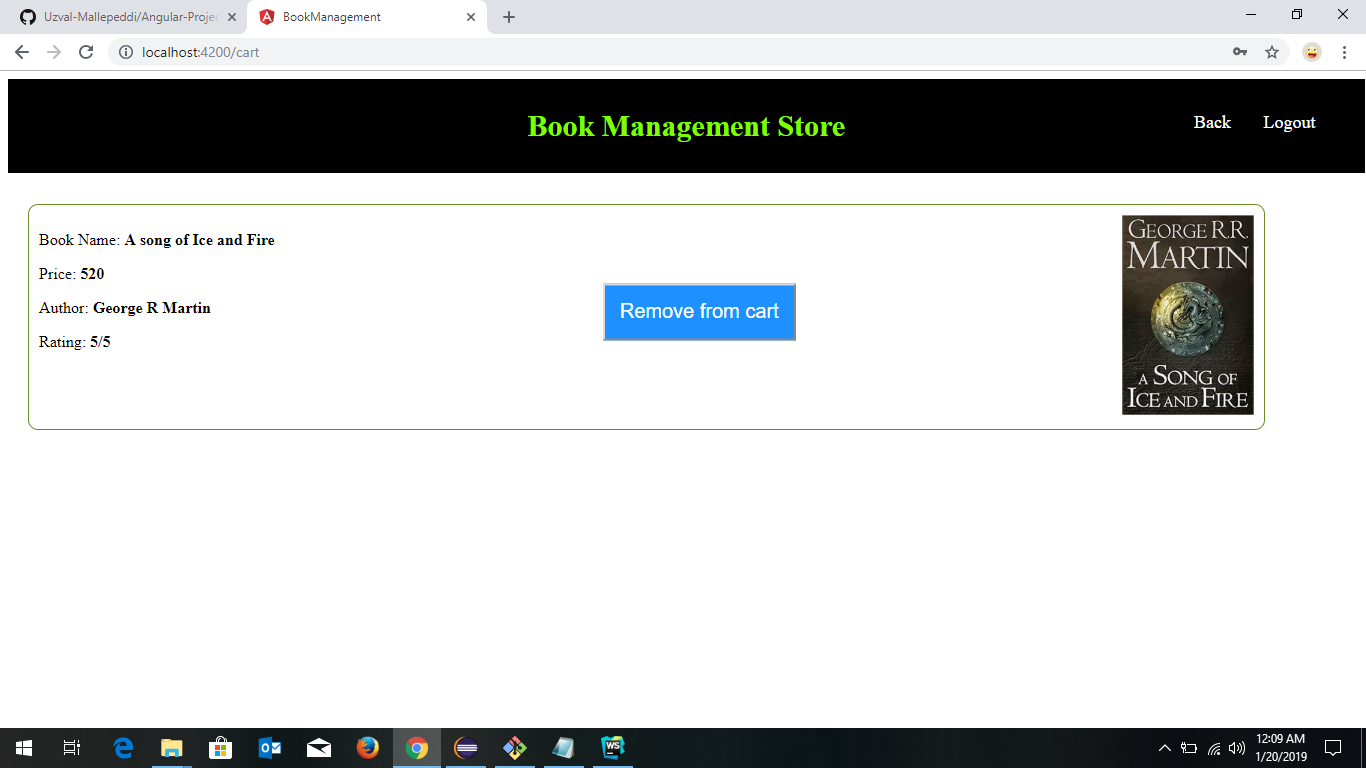 Uzval-Mallepeddi/Angular-Projec
BookManagement
localhost:4200/cart
Book Management Store
Back
Logout
Book Name: A song of Ice and Fire
Price: 520
Author: George R Martin
Rating: 5/5
Remove from cart
GEORGE R.R.
MARTIN
A SONG OF
ICE AND FIRE
WS
12:09 AM
1/20/2019